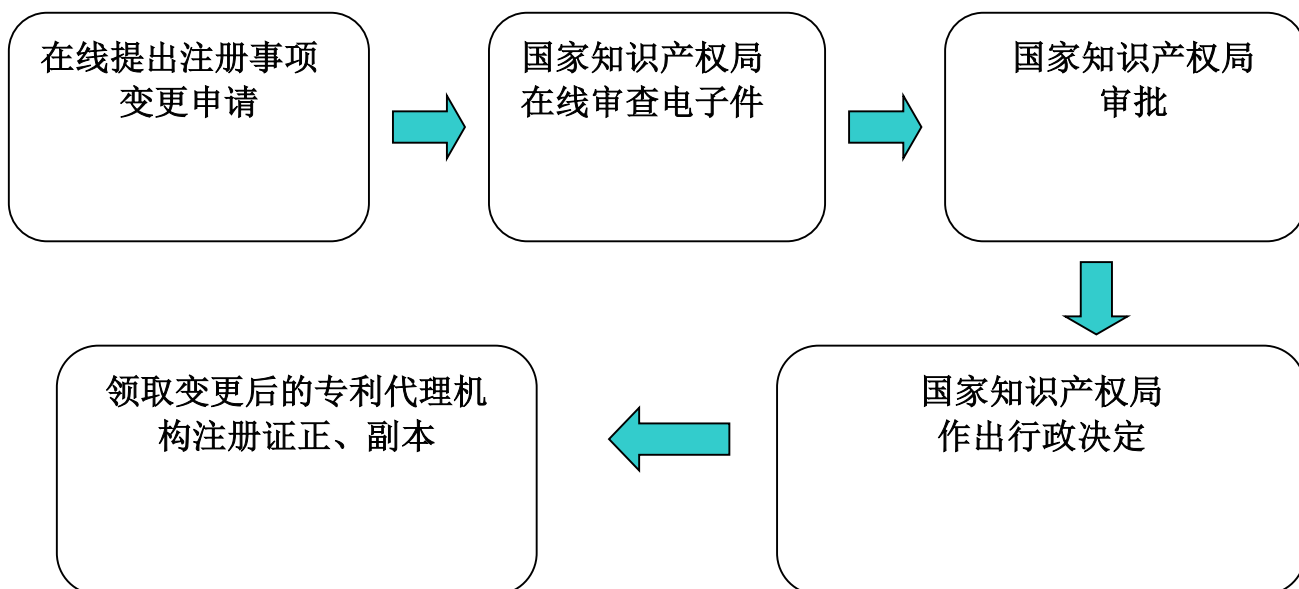 在线提出注册事项
变更申请
国家知识产权局
在线审查电子件
国家知识产权局
审批
国家知识产权局
作出行政决定
领取变更后的专利代理机
构注册证正、副本